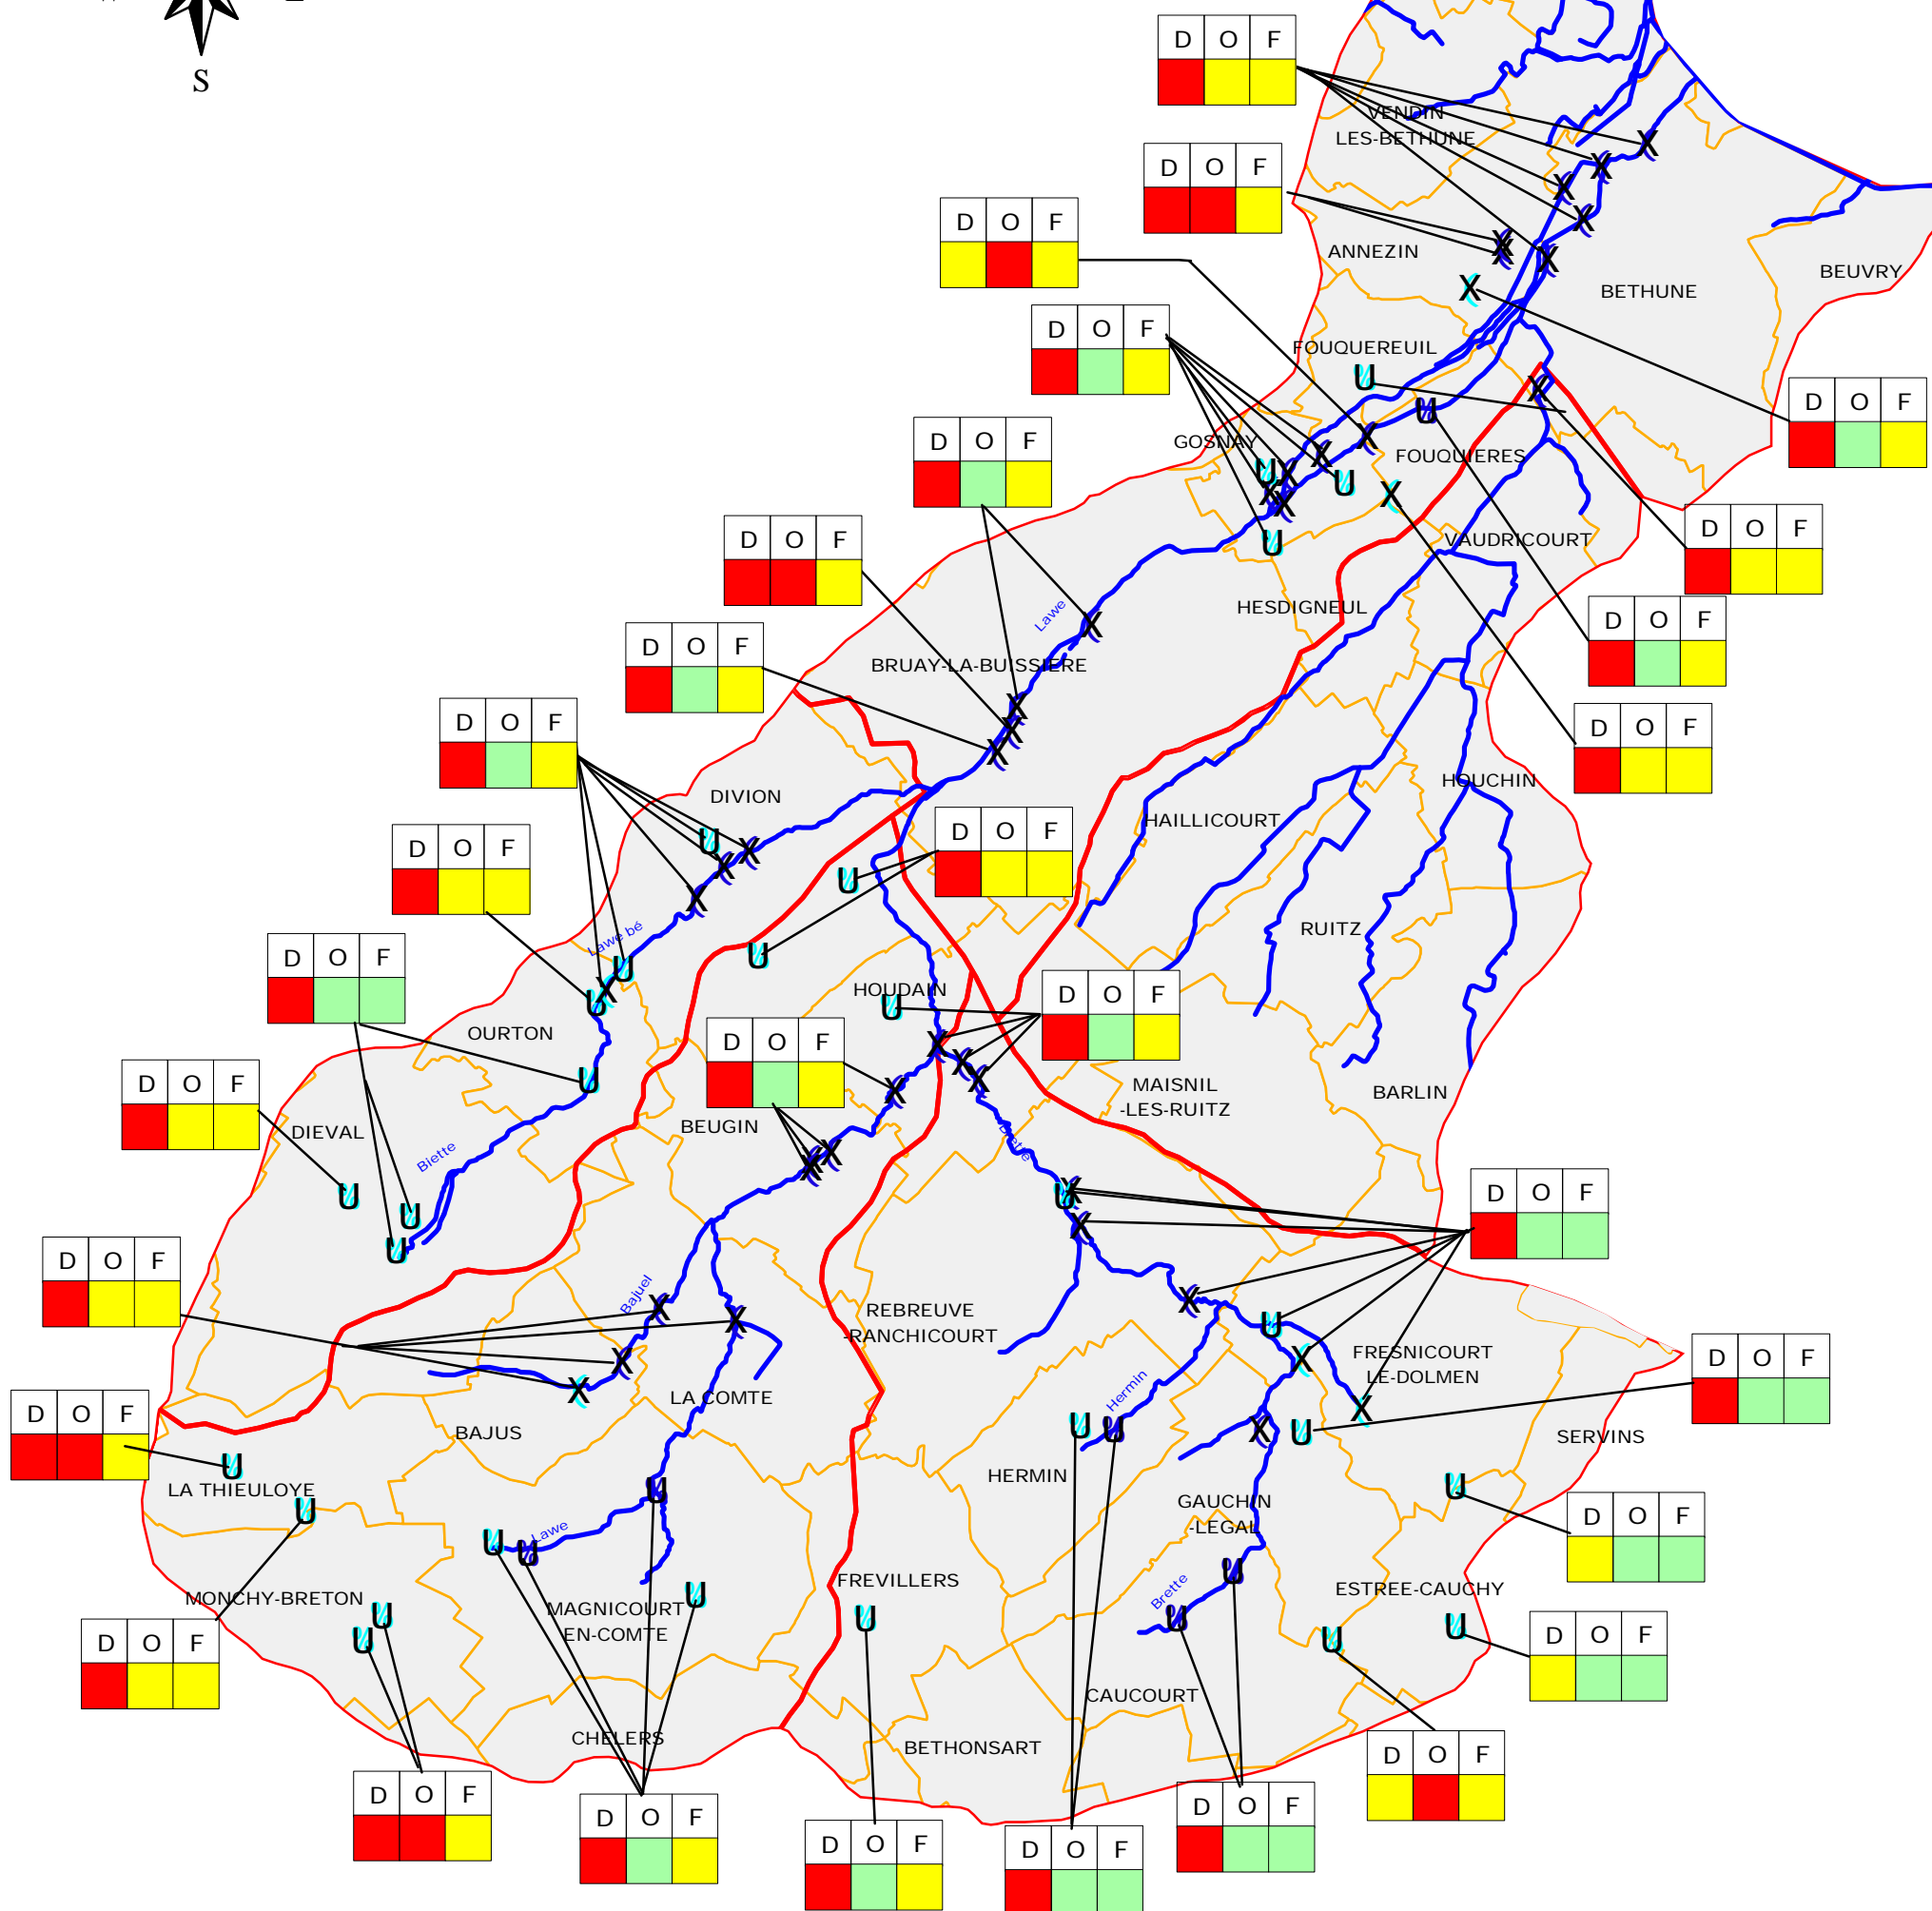 S
D O F
VENDIN
LES-BETHUNE
D O F
D O F
ANNEZIN
BEUVRY
BETHUNE
D O F
FOUQUEREUIL
U
D O F
U
D O F
GOSNAY
FOUQUIERES
U
U
X
D O F
D O F
VAUDRICOURT
U
D O F
HESDIGNEUL
Lawe
D O F
BRUAY-LA-BUISSIERE
D O F
D O F
HOUCHIN
DIVION
HAILLICOURT
D O F
U
D O F
U
RUITZ
Lawe bé
U
D O F
U
HOUDAIN
U
D O F
OURTON
D O F
U
D O F
MAISNIL
-LES-RUITZ
BARLIN
BEUGIN
DIEVAL
Biette
Brette
U
U
U
D O F
U
D O F
Bajuel
REBREUVE
-RANCHICOURT
U
FRESNICOURT
LE-DOLMEN
D O F
Hermin
LA COMTE
D O F
BAJUS
U
U
U
SERVINS
U
LA THIEULOYE
HERMIN
U
U
GAUCHIN
-LEGAL
D O F
U
Lawe
U
U
FREVILLERS
Brette
ESTREE-CAUCHY
U
MONCHY-BRETON
MAGNICOURT
EN-COMTE
U
U
U
U
U
U
U
U
D O F
D O F
CAUCOURT
CHELERS
BETHONSART
D O F
D O F
D O F
D O F
D O F
D O F